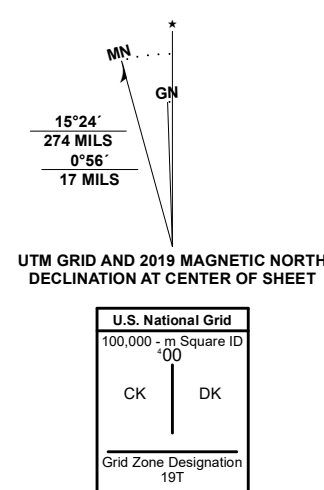 ★
MN
GN
15°24´
274 MILS
0°56´
17 MILS
UTM GRID AND 2019 MAGNETIC NORTH
DECLINATION AT CENTER OF SHEET
U.S. National Grid
100,000 - m Square ID
⁴00
CK DK
Grid Zone Designation
19T